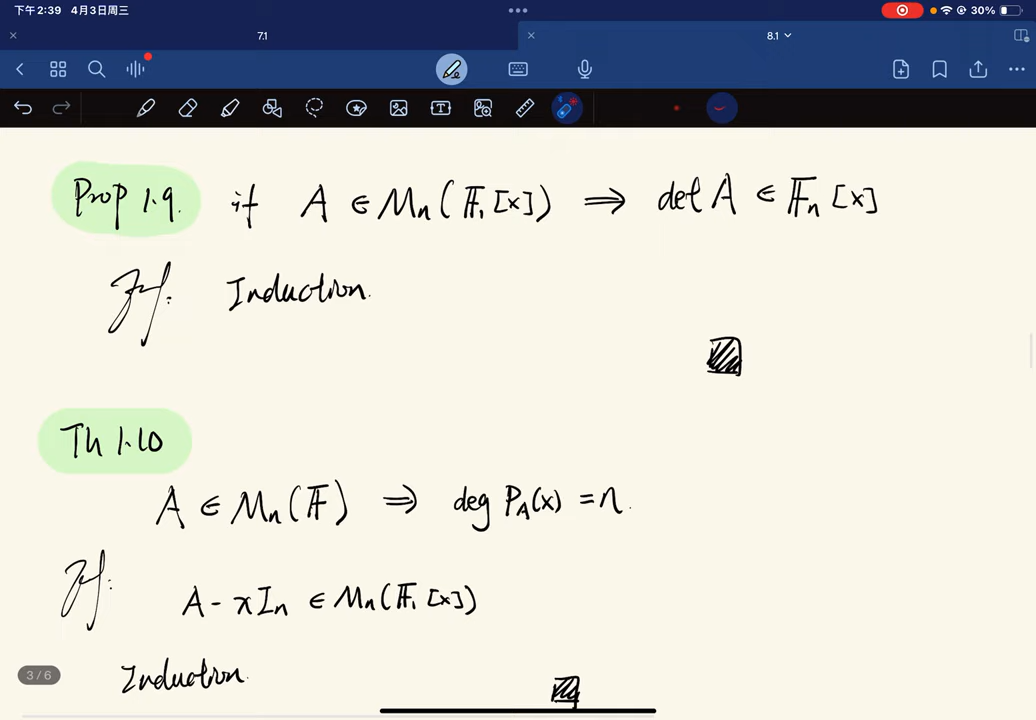 下午2:39 4月3日周三
30%
7.1
8.1
Prop 1.9. if A ∈ Mn(𝔽₁[x]) ⟹ det A ∈ 𝔽n[x]
Pf: Induction.
Th 1.10
A ∈ Mn(𝔽) ⟹ deg PA(x) = n.
Pf:
A - xIn ∈ Mn(𝔽₁[x])
Induction.
3 / 6